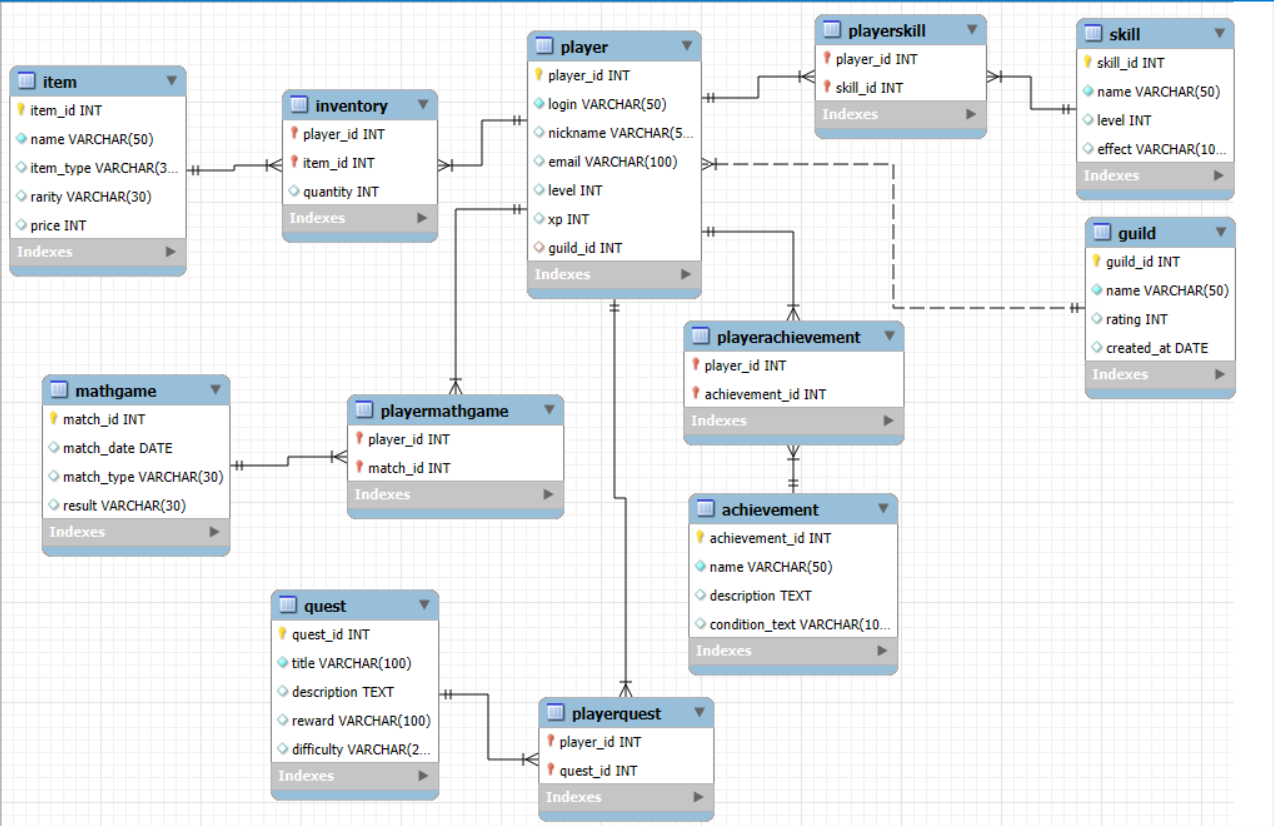 item
item_id INT
name VARCHAR(50)
item_type VARCHAR(3...
rarity VARCHAR(30)
price INT
Indexes
inventory
player_id INT
item_id INT
quantity INT
Indexes
player
player_id INT
login VARCHAR(50)
nickname VARCHAR(5...
email VARCHAR(100)
level INT
xp INT
guild_id INT
Indexes
playerskill
player_id INT
skill_id INT
Indexes
skill
skill_id INT
name VARCHAR(50)
level INT
effect VARCHAR(10...
Indexes
guild
guild_id INT
name VARCHAR(50)
rating INT
created_at DATE
Indexes
playerachievement
player_id INT
achievement_id INT
Indexes
mathgame
match_id INT
match_date DATE
match_type VARCHAR(30)
result VARCHAR(30)
Indexes
playermathgame
player_id INT
match_id INT
Indexes
achievement
achievement_id INT
name VARCHAR(50)
description TEXT
condition_text VARCHAR(10...
Indexes
quest
quest_id INT
title VARCHAR(100)
description TEXT
reward VARCHAR(100)
difficulty VARCHAR(2...
Indexes
playerquest
player_id INT
quest_id INT
Indexes